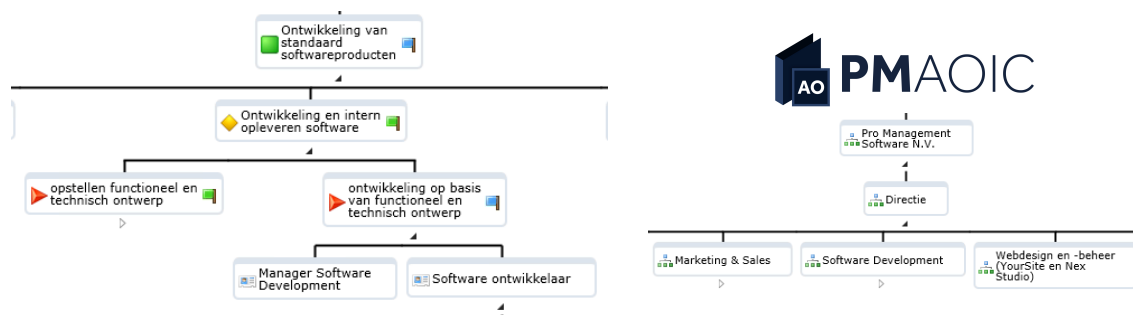 Ontwikkeling van
standaard
softwareproducten
Ontwikkeling en intern
opleveren software
opstellen functioneel en
technisch ontwerp
ontwikkeling op basis
van functioneel en
technisch ontwerp
Manager Software
Development
Software ontwikkelaar
AO
PMAOIC
Pro Management
Software N.V.
Directie
Marketing & Sales
Software Development
Webdesign en -beheer
(YourSite en Nex
Studio)